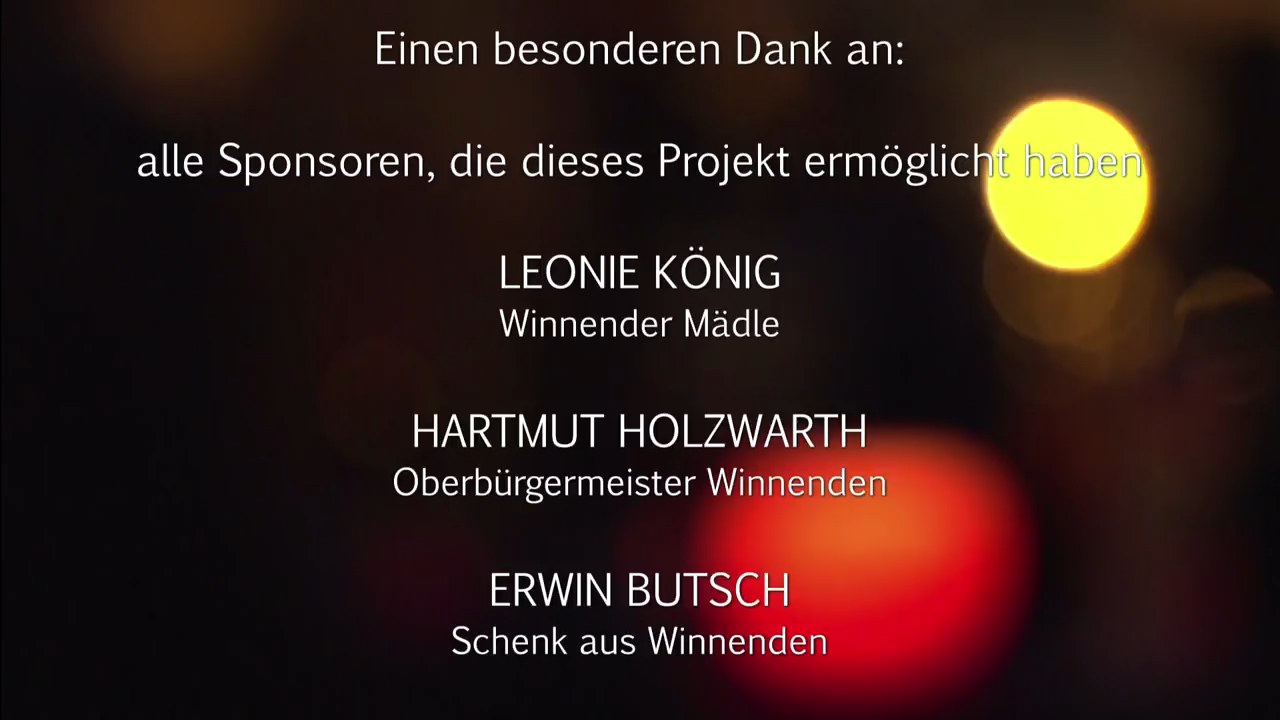 Einen besonderen Dank an:
alle Sponsoren, die dieses Projekt ermöglicht haben
LEONIE KÖNIG
Winnender Mädle
HARTMUT HOLZWARTH
Oberbürgermeister Winnenden
ERWIN BUTSCH
Schenk aus Winnenden